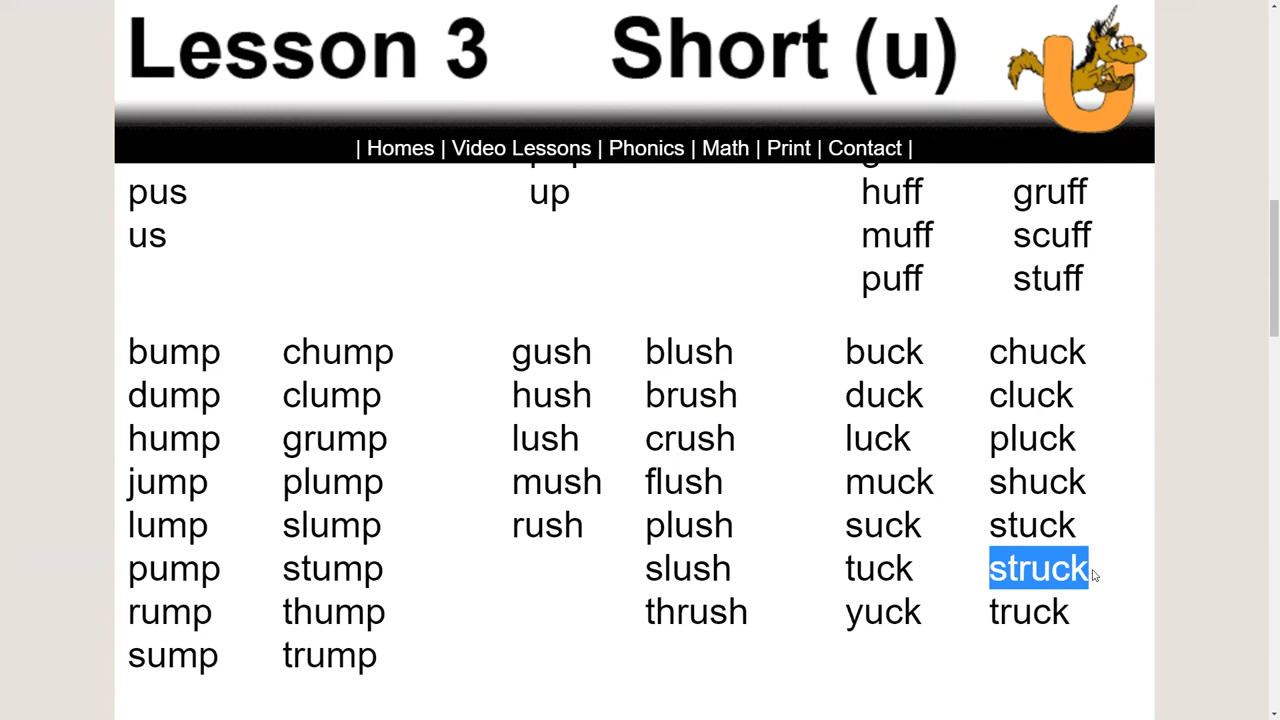 Lesson 3 Short (u)
U
| Homes | Video Lessons | Phonics | Math | Print | Contact |
pus up huff gruff
us muff scuff
puff stuff
bump chump gush blush buck chuck
dump clump hush brush duck cluck
hump grump lush crush luck pluck
jump plump mush flush muck shuck
lump slump rush plush suck stuck
pump stump slush tuck struck
rump thump thrush yuck truck
sump trump